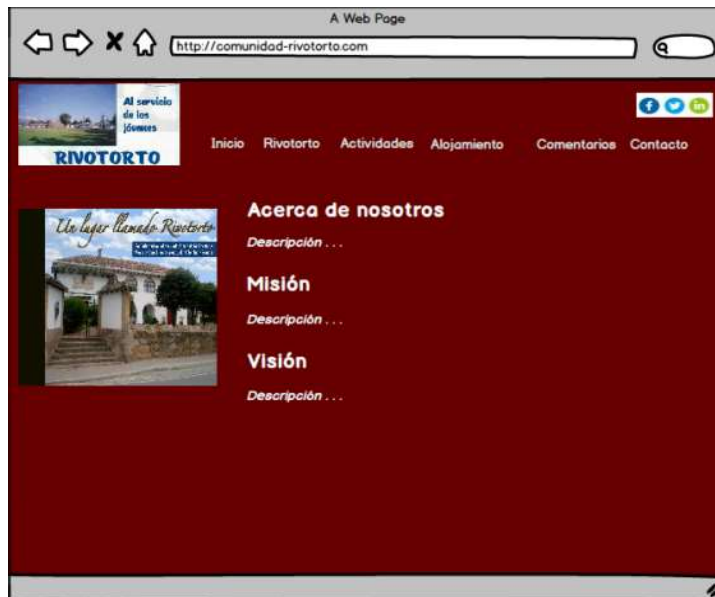 A Web Page
http://comunidad-rivotorto.com
Al servicio
de los
jóvenes
RIVOTORTO
Inicio Rivotorto Actividades Alojamiento Comentarios Contacto
Un lugar llamado Rivotorto
Acerca de nosotros
Descripción . . .
Misión
Descripción . . .
Visión
Descripción . . .